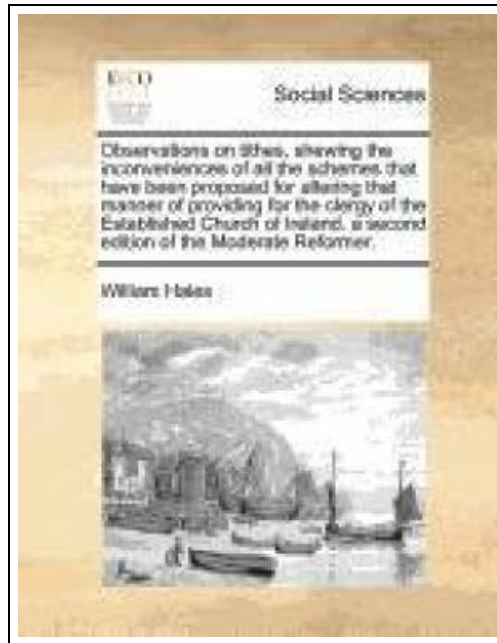 ECCO
Social Sciences
Observations on tithes, shewing the
inconveniences of all the schemes that
have been proposed for altering that
manner of providing for the clergy of the
Established Church of Ireland. a second
edition of the Moderate Reformer.
William Hales